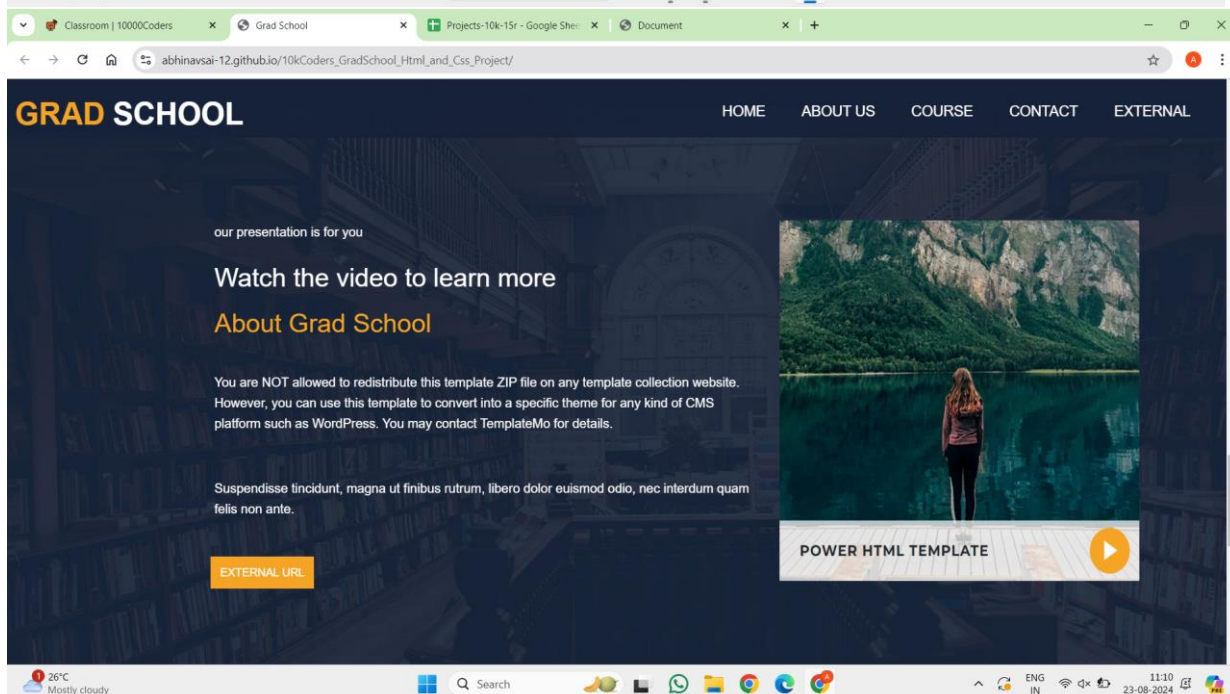 Classroom | 10000Coders
Grad School
Projects-10k-15r - Google Shee
Document
abhinavsai-12.github.io/10kCoders_GradSchool_Html_and_Css_Project/
A
GRAD SCHOOL
HOME
ABOUT US
COURSE
CONTACT
EXTERNAL
our presentation is for you
Watch the video to learn more
About Grad School
You are NOT allowed to redistribute this template ZIP file on any template collection website.
However, you can use this template to convert into a specific theme for any kind of CMS
platform such as WordPress. You may contact TemplateMo for details.
Suspendisse tincidunt, magna ut finibus rutrum, libero dolor euismod odio, nec interdum quam
felis non ante.
EXTERNAL URL
POWER HTML TEMPLATE
1
26°C
Mostly cloudy
Search
ENG
IN
11:10
23-08-2024